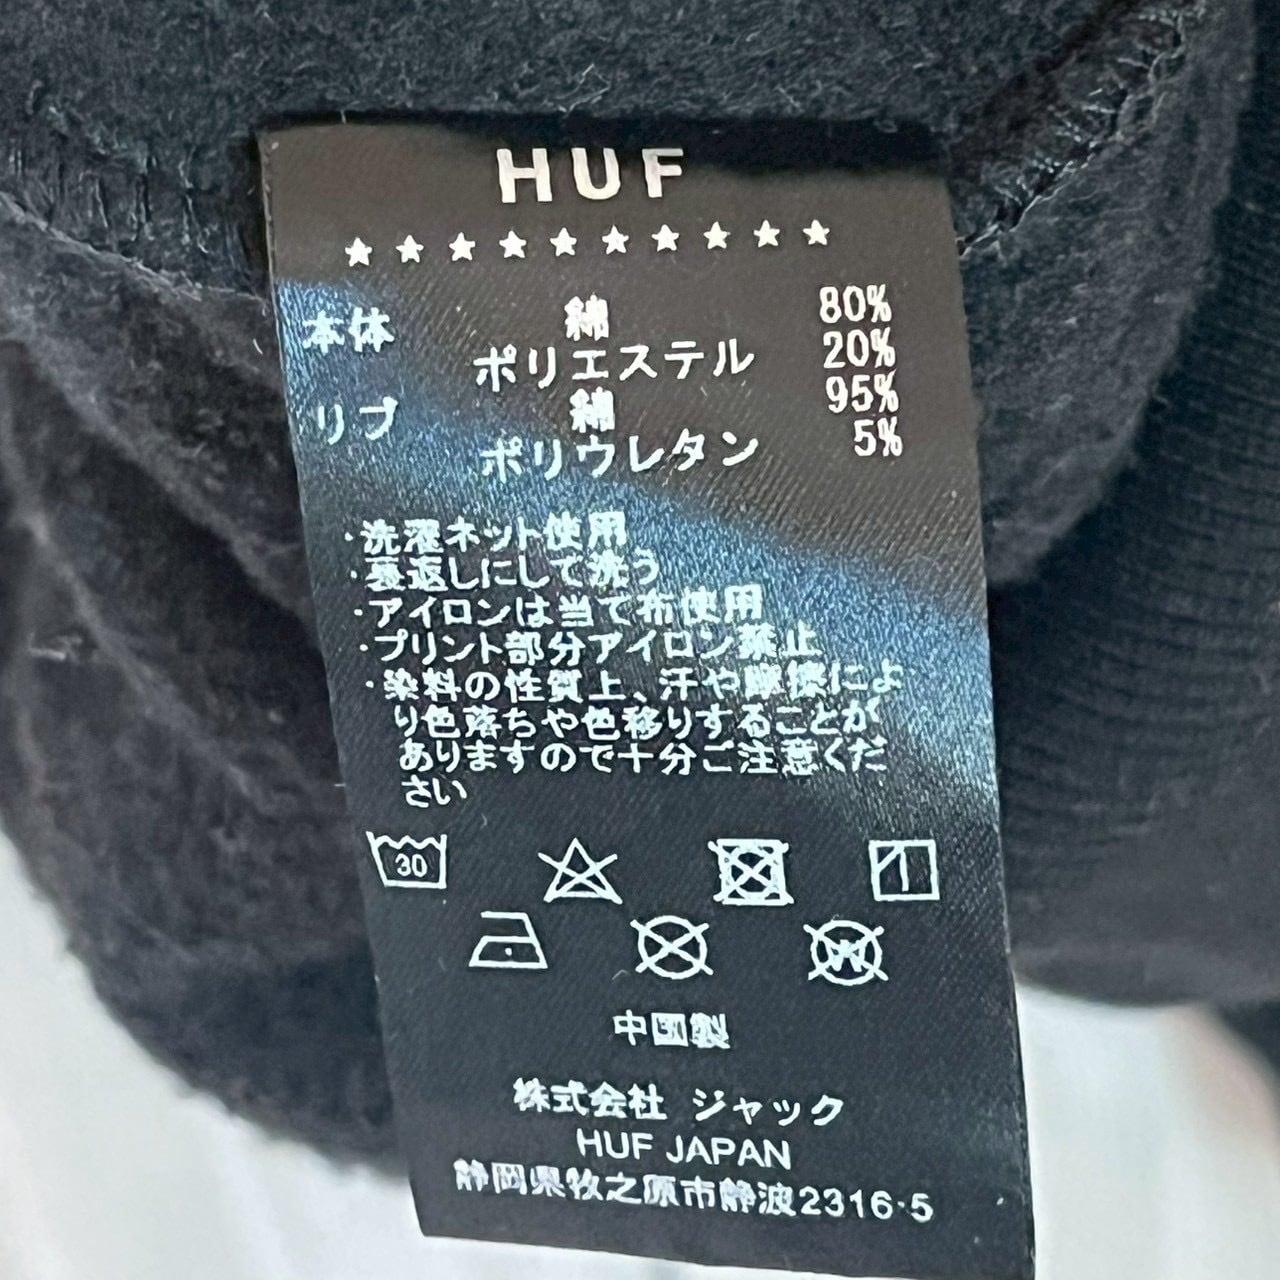 HUF
★★★★★★★★★★
本体 綿 80%
ポリエステル 20%
リブ 綿 95%
ポリウレタン 5%
・洗濯ネット使用
・裏返しにして洗う
・アイロンは当て布使用
・プリント部分アイロン禁止
・染料の性質上、汗や摩擦によ
り色落ちや色移りすることが
ありますので十分ご注意くだ
さい
30
W
中国製
株式会社 ジャック
HUF JAPAN
静岡県牧之原市静波2316-5